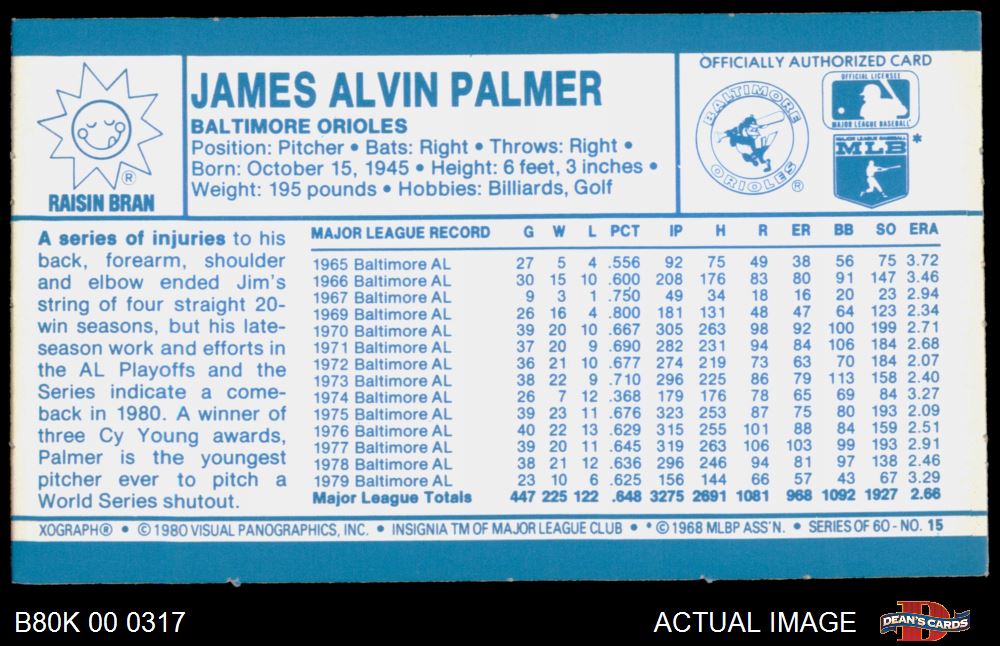 RAISIN BRAN
®
JAMES ALVIN PALMER
BALTIMORE ORIOLES
Position: Pitcher • Bats: Right • Throws: Right •
Born: October 15, 1945 • Height: 6 feet, 3 inches •
Weight: 195 pounds • Hobbies: Billiards, Golf
OFFICIALLY AUTHORIZED CARD
BALTIMORE
ORIOLES
®
OFFICIAL LICENSEE
MAJOR LEAGUE BASEBALL
MAJOR LEAGUE BASEBALL
MLB *
A series of injuries to his
back, forearm, shoulder
and elbow ended Jim's
string of four straight 20-
win seasons, but his late-
season work and efforts in
the AL Playoffs and the
Series indicate a come-
back in 1980. A winner of
three Cy Young awards,
Palmer is the youngest
pitcher ever to pitch a
World Series shutout.
MAJOR LEAGUE RECORD G W L PCT IP H R ER BB SO ERA
1965 Baltimore AL 27 5 4 .556 92 75 49 38 56 75 3.72
1966 Baltimore AL 30 15 10 .600 208 176 83 80 91 147 3.46
1967 Baltimore AL 9 3 1 .750 49 34 18 16 20 23 2.94
1969 Baltimore AL 26 16 4 .800 181 131 48 47 64 123 2.34
1970 Baltimore AL 39 20 10 .667 305 263 98 92 100 199 2.71
1971 Baltimore AL 37 20 9 .690 282 231 94 84 106 184 2.68
1972 Baltimore AL 36 21 10 .677 274 219 73 63 70 184 2.07
1973 Baltimore AL 38 22 9 .710 296 225 86 79 113 158 2.40
1974 Baltimore AL 26 7 12 .368 179 176 78 65 69 84 3.27
1975 Baltimore AL 39 23 11 .676 323 253 87 75 80 193 2.09
1976 Baltimore AL 40 22 13 .629 315 255 101 88 84 159 2.51
1977 Baltimore AL 39 20 11 .645 319 263 106 103 99 193 2.91
1978 Baltimore AL 38 21 12 .636 296 246 94 81 97 138 2.46
1979 Baltimore AL 23 10 6 .625 156 144 66 57 43 67 3.29
Major League Totals 447 225 122 .648 3275 2691 1081 968 1092 1927 2.66
XOGRAPH® • © 1980 VISUAL PANOGRAPHICS, INC. • INSIGNIA TM OF MAJOR LEAGUE CLUB • * © 1968 MLBP ASS'N. • SERIES OF 60 - NO. 15
B80K 00 0317
ACTUAL IMAGE
DEAN'S CARDS